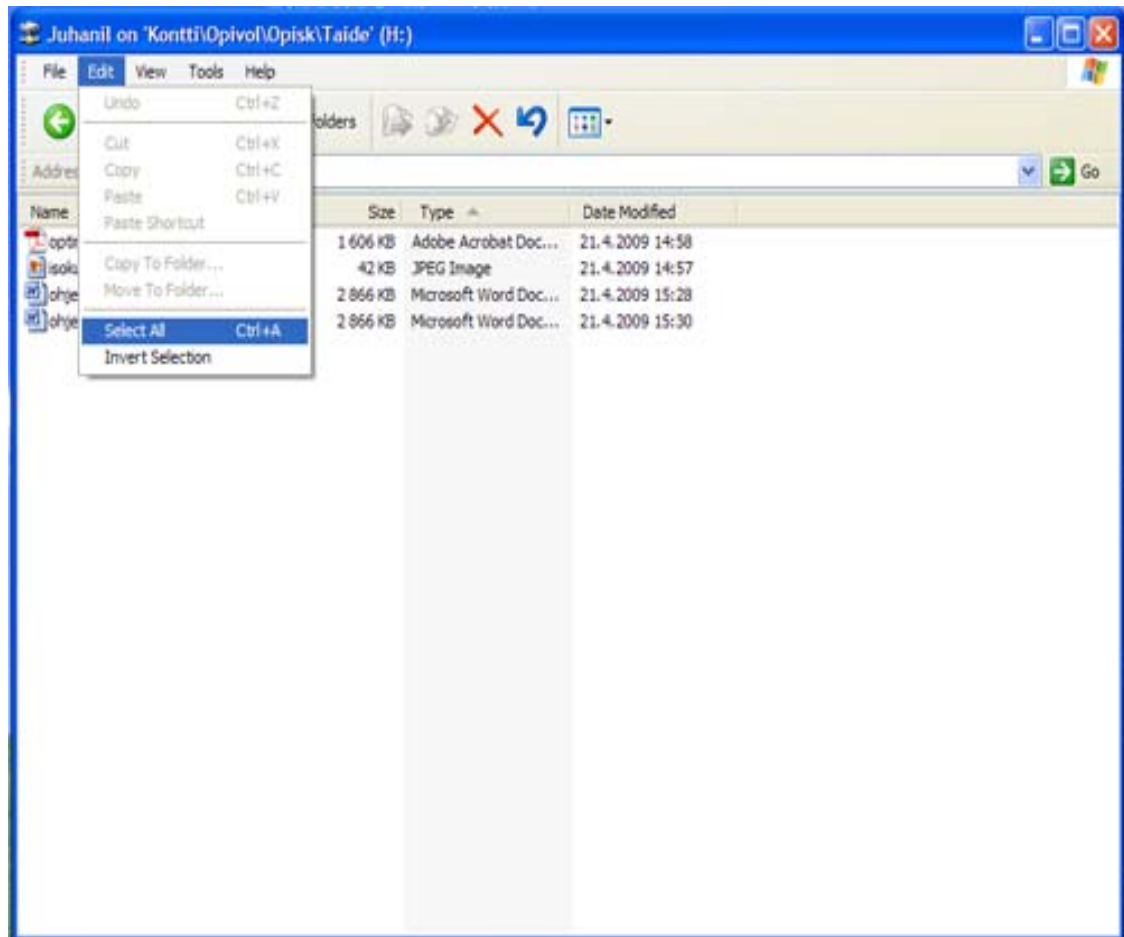 Juhanil on 'Kontti\Opivol\Opisk\Taide' (H:)
File Edit View Tools Help
Undo Ctrl+Z
olders
Cut Ctrl+X
Copy Ctrl+C
Addres
Go
Paste Ctrl+V
Paste Shortcut
Name Size Type Date Modified
1 606 KB Adobe Acrobat Doc... 21.4.2009 14:58
Copy To Folder...
isoku 42 KB JPEG Image 21.4.2009 14:57
Move To Folder...
ohje 2 866 KB Microsoft Word Doc... 21.4.2009 15:28
Select All Ctrl+A
ohje 2 866 KB Microsoft Word Doc... 21.4.2009 15:30
Invert Selection